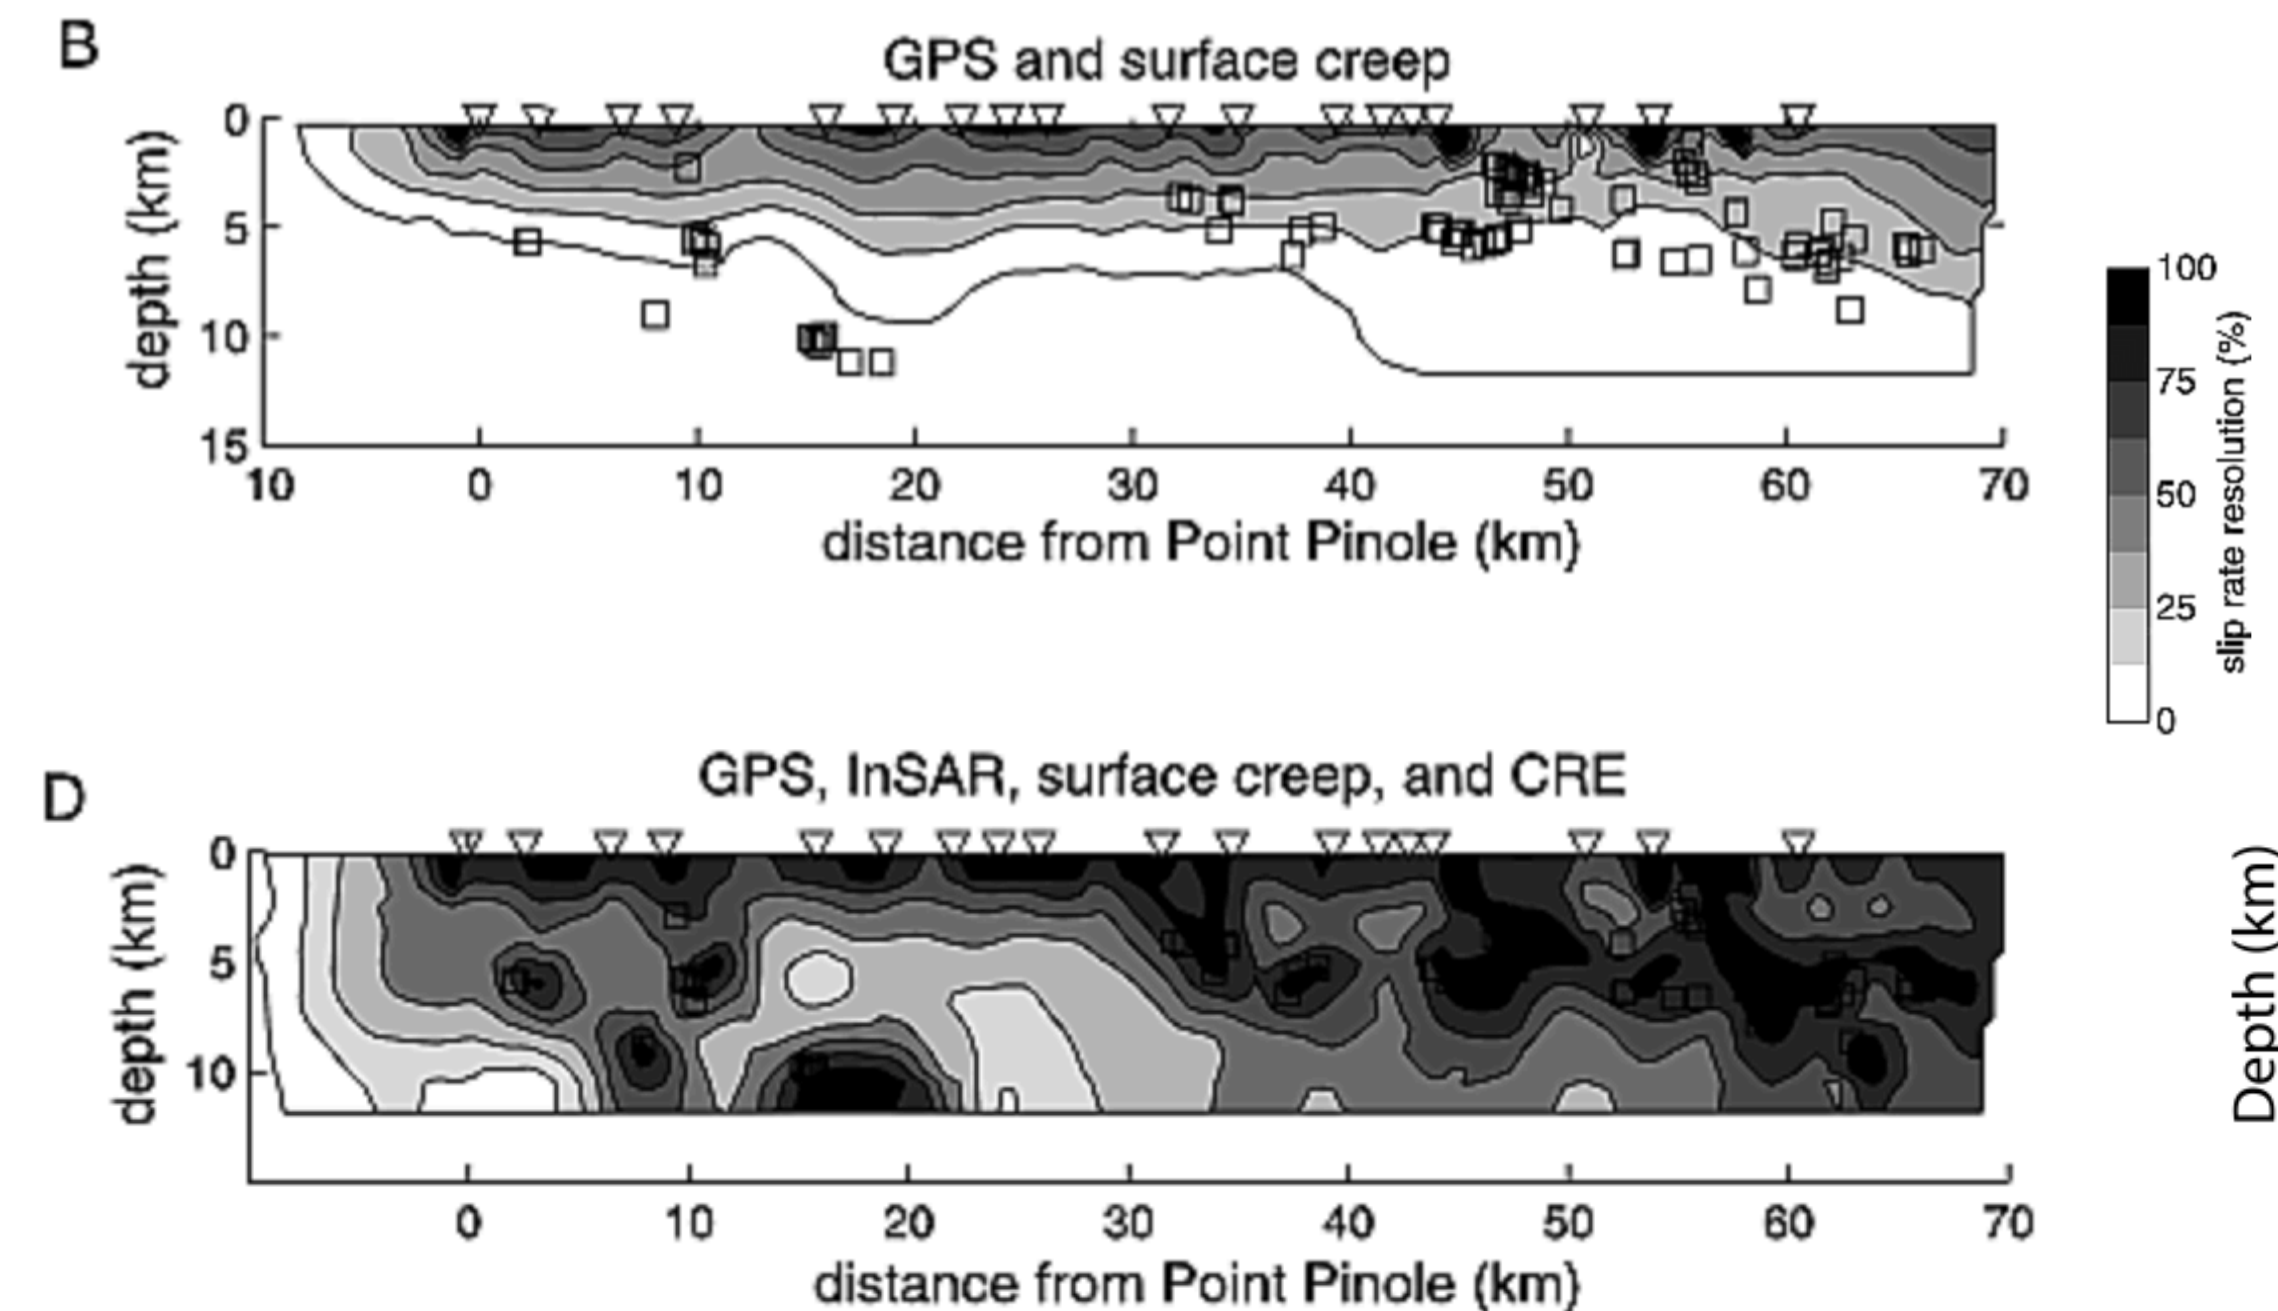 B
GPS and surface creep
0
5
10
15
depth (km)
10 0 10 20 30 40 50 60 70
distance from Point Pinole (km)
100
75
50
25
0
slip rate resolution (%)
D
GPS, InSAR, surface creep, and CRE
0
5
10
depth (km)
0 10 20 30 40 50 60 70
distance from Point Pinole (km)
Depth (km)